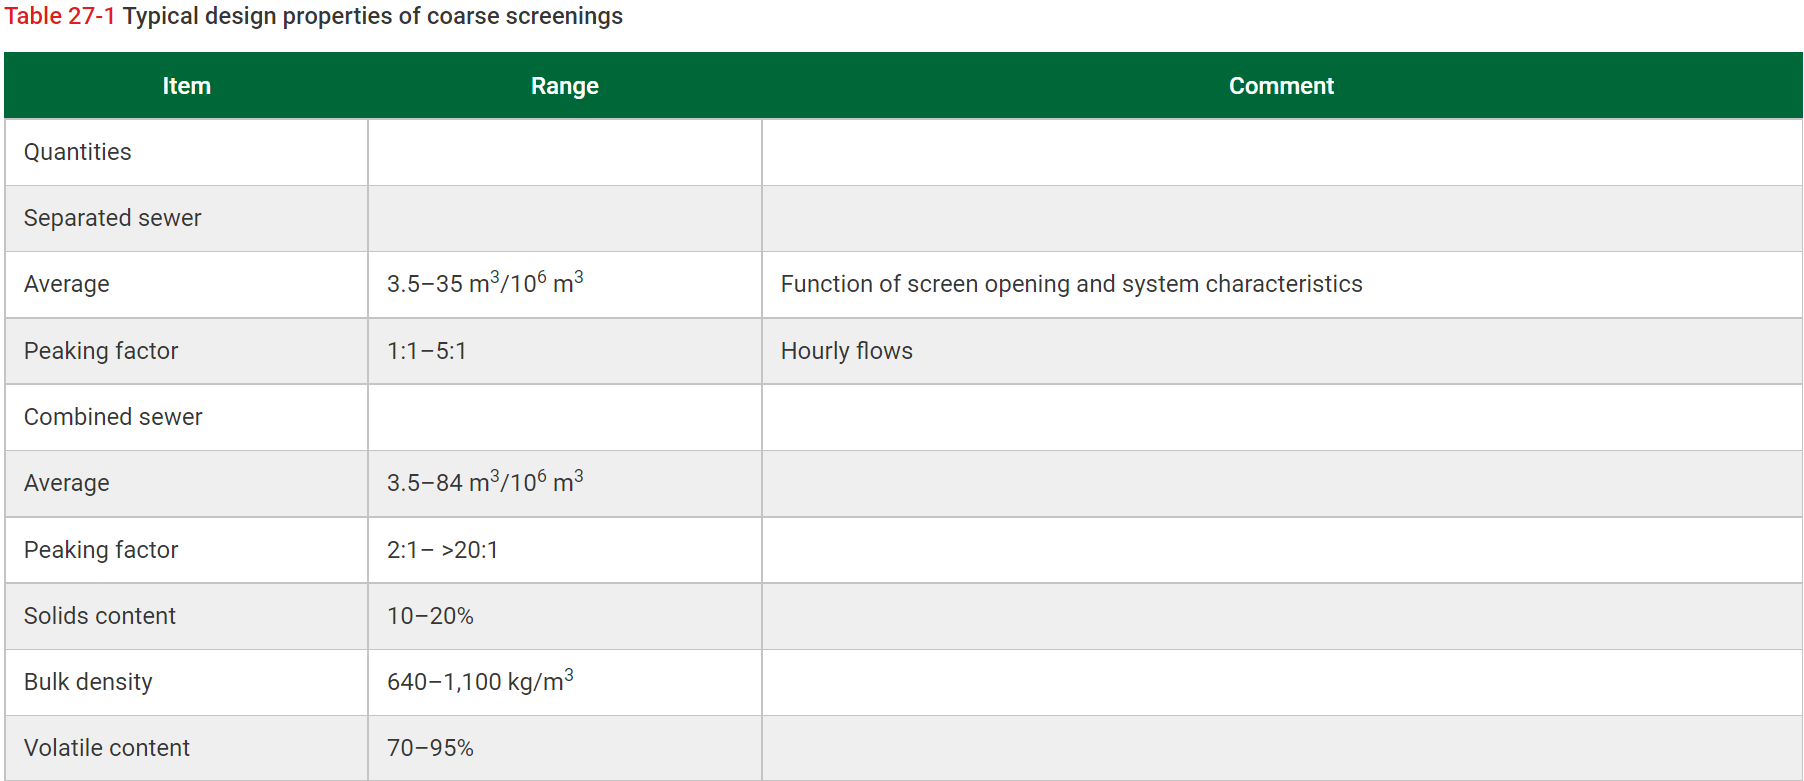 Table 27-1 Typical design properties of coarse screenings
Item Range Comment
Quantities
Separated sewer
Average 3.5–35 m³/10⁶ m³ Function of screen opening and system characteristics
Peaking factor 1:1–5:1 Hourly flows
Combined sewer
Average 3.5–84 m³/10⁶ m³
Peaking factor 2:1– >20:1
Solids content 10–20%
Bulk density 640–1,100 kg/m³
Volatile content 70–95%